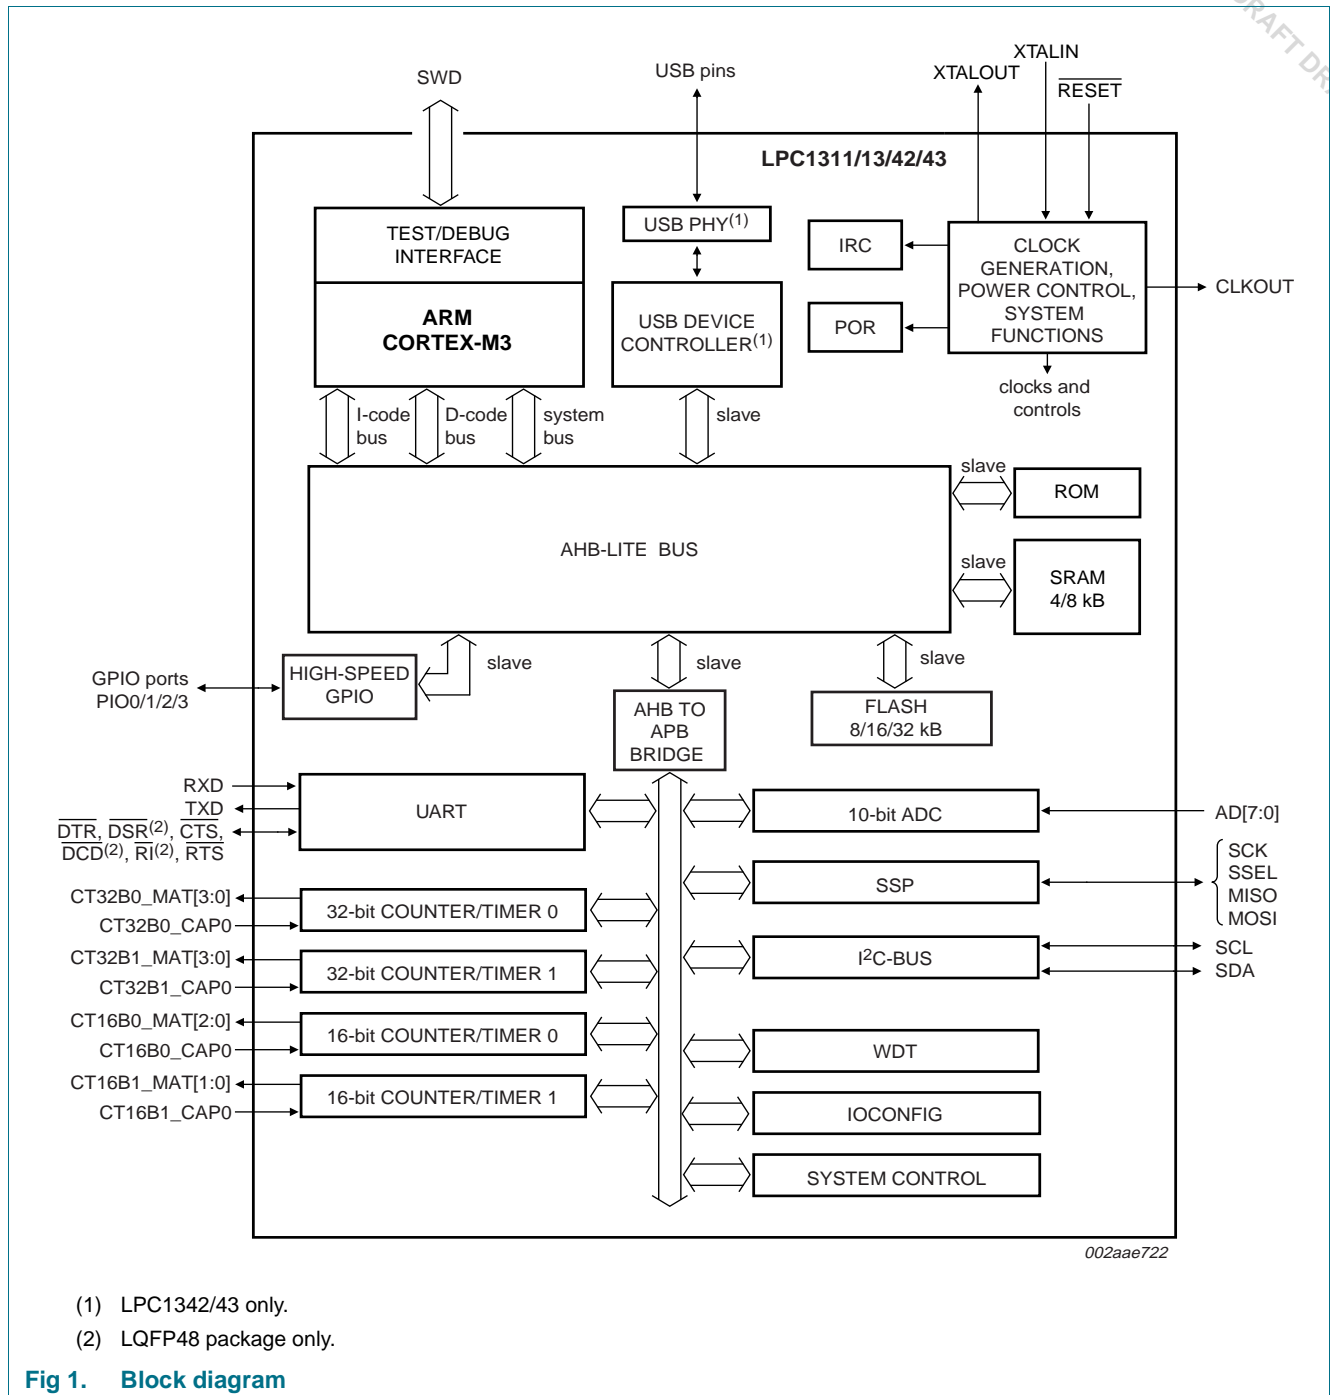 DRAFT DRA
XTALIN
USB pins
XTALOUT
SWD
RESET
LPC1311/13/42/43
TEST/DEBUG
INTERFACE
USB PHY(1)
IRC
CLOCK
GENERATION,
POWER CONTROL,
SYSTEM
FUNCTIONS
CLKOUT
ARM
CORTEX-M3
USB DEVICE
CONTROLLER(1)
POR
clocks and
controls
I-code
bus
D-code
bus
system
bus
slave
slave
ROM
AHB-LITE BUS
slave
SRAM
4/8 kB
GPIO ports
PIO0/1/2/3
HIGH-SPEED
GPIO
slave
slave
slave
AHB TO
APB
BRIDGE
FLASH
8/16/32 kB
RXD
TXD
DTR, DSR(2), CTS,
DCD(2), RI(2), RTS
UART
10-bit ADC
AD[7:0]
SSP
SCK
SSEL
MISO
MOSI
CT32B0_MAT[3:0]
CT32B0_CAP0
32-bit COUNTER/TIMER 0
CT32B1_MAT[3:0]
CT32B1_CAP0
32-bit COUNTER/TIMER 1
I2C-BUS
SCL
SDA
CT16B0_MAT[2:0]
CT16B0_CAP0
16-bit COUNTER/TIMER 0
WDT
CT16B1_MAT[1:0]
CT16B1_CAP0
16-bit COUNTER/TIMER 1
IOCONFIG
SYSTEM CONTROL
002aae722
(1) LPC1342/43 only.
(2) LQFP48 package only.
Fig 1. Block diagram